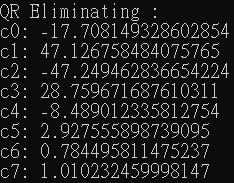 QR Eliminating :
c0: -17.708149328602854
c1: 47.126758484075765
c2: -47.249462836654224
c3: 28.759671687610311
c4: -8.489012335812754
c5: 2.927555898739095
c6: 0.784495811475237
c7: 1.010232459998147